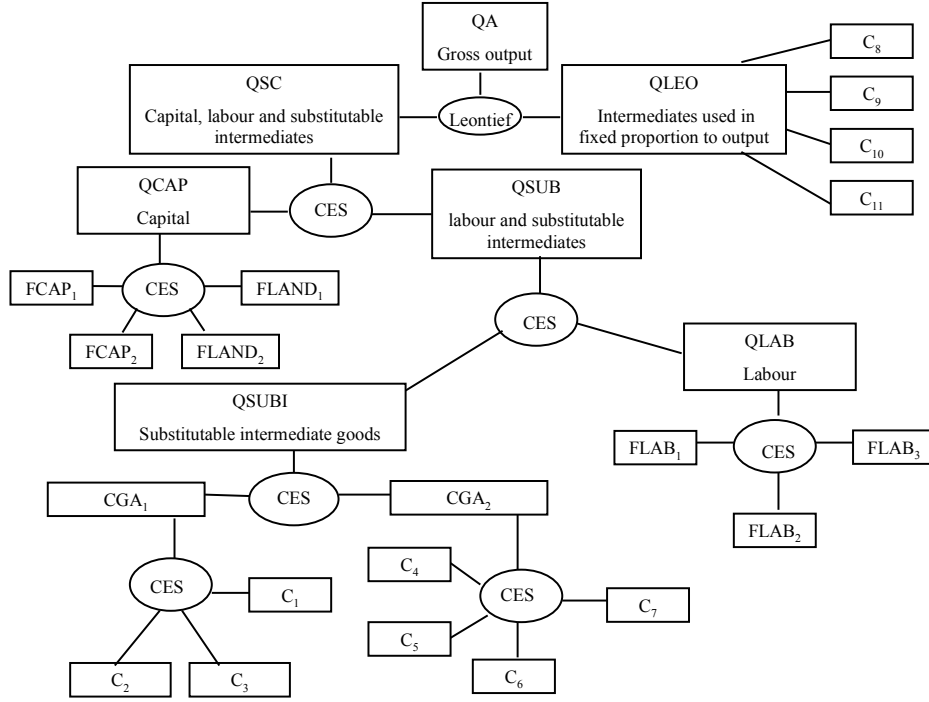 QA
Gross output
QSC
Capital, labour and substitutable
intermediates
Leontief
QLEO
Intermediates used in
fixed proportion to output
C₈
C₉
C₁₀
C₁₁
QCAP
Capital
CES
QSUB
labour and substitutable
intermediates
FCAP₁
CES
FLAND₁
FCAP₂
FLAND₂
CES
QLAB
Labour
QSUBI
Substitutable intermediate goods
FLAB₁
CES
FLAB₃
FLAB₂
CGA₁
CES
CGA₂
CES
C₁
C₂
C₃
C₄
CES
C₇
C₅
C₆